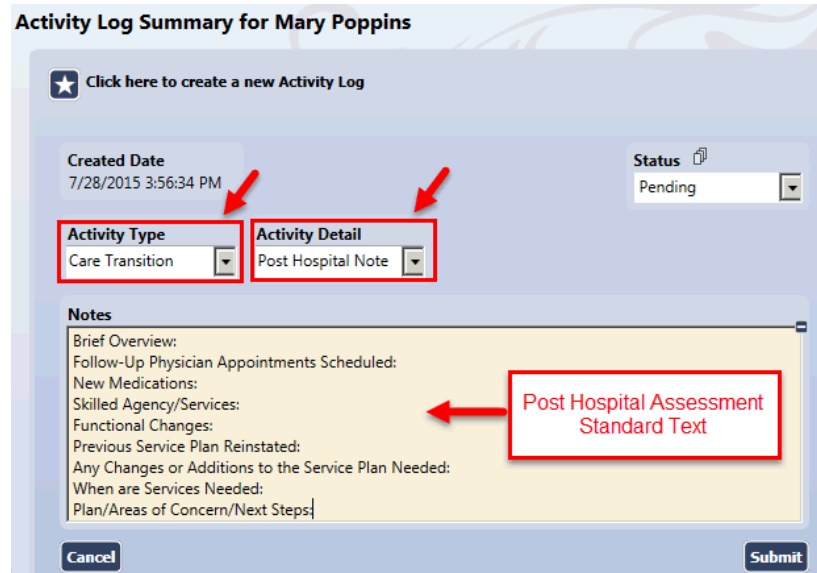 Activity Log Summary for Mary Poppins
Click here to create a new Activity Log
Created Date
7/28/2015 3:56:34 PM
Status
Pending
Activity Type
Care Transition
Activity Detail
Post Hospital Note
Notes
Brief Overview:
Follow-Up Physician Appointments Scheduled:
New Medications:
Skilled Agency/Services:
Functional Changes:
Previous Service Plan Reinstated:
Any Changes or Additions to the Service Plan Needed:
When are Services Needed:
Plan/Areas of Concern/Next Steps:
Post Hospital Assessment
Standard Text
Cancel
Submit